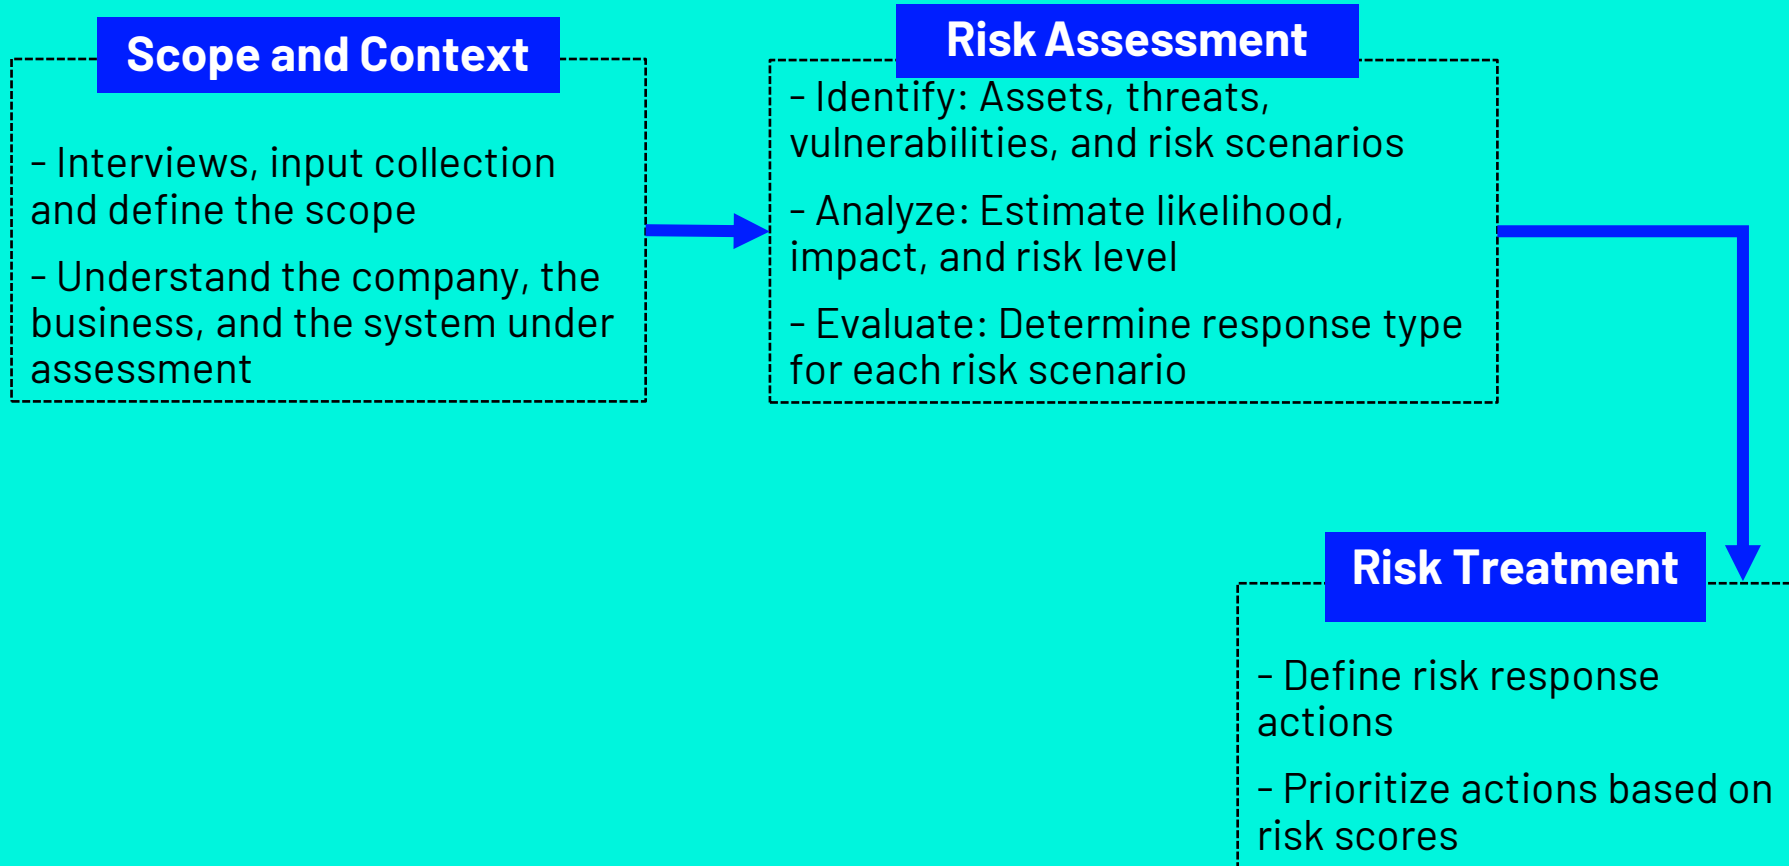 Scope and Context
- Interviews, input collection
and define the scope
- Understand the company, the
business, and the system under
assessment
Risk Assessment
- Identify: Assets, threats,
vulnerabilities, and risk scenarios
- Analyze: Estimate likelihood,
impact, and risk level
- Evaluate: Determine response type
for each risk scenario
Risk Treatment
- Define risk response
actions
- Prioritize actions based on
risk scores